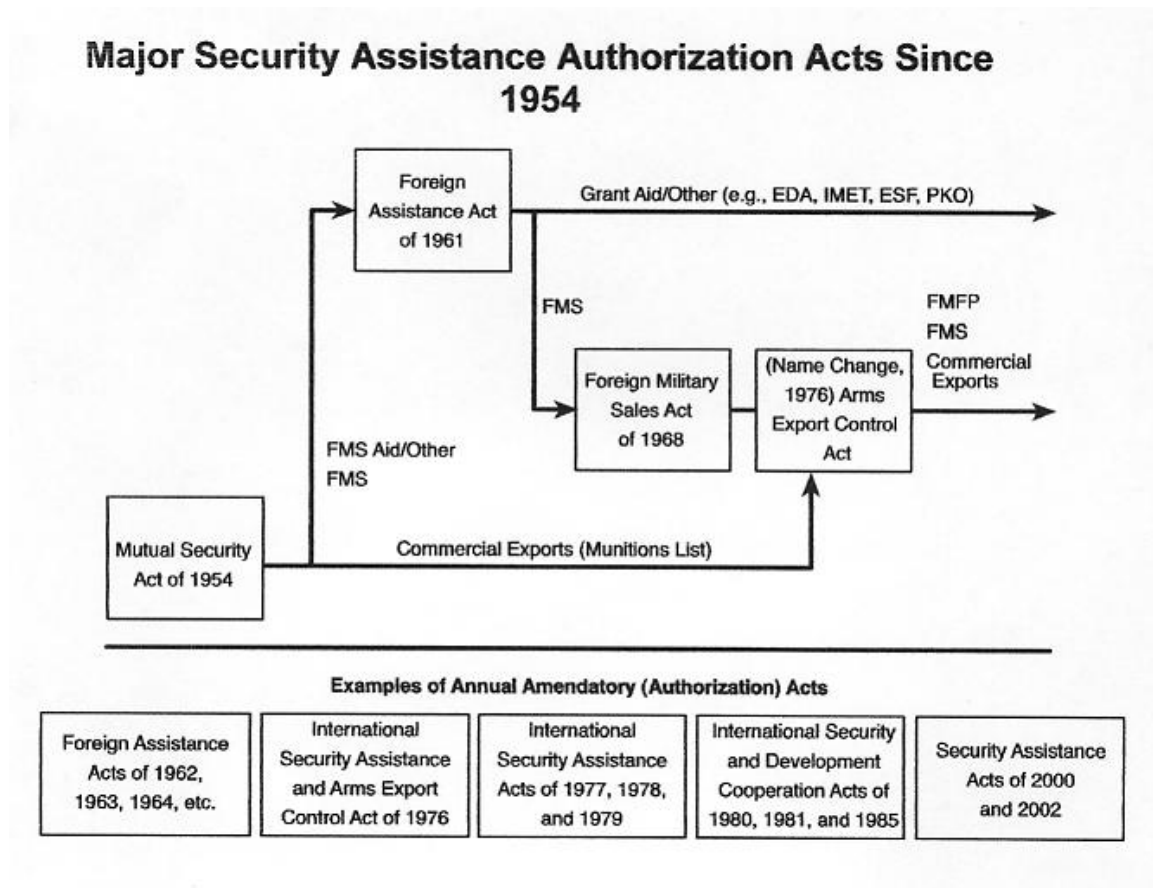 Major Security Assistance Authorization Acts Since
1954
Foreign
Assistance Act
of 1961
Grant Aid/Other (e.g., EDA, IMET, ESF, PKO)
FMS
FMFP
FMS
Commercial
Exports
Foreign Military
Sales Act
of 1968
(Name Change,
1976) Arms
Export Control
Act
FMS Aid/Other
FMS
Mutual Security
Act of 1954
Commercial Exports (Munitions List)
Examples of Annual Amendatory (Authorization) Acts
Foreign Assistance
Acts of 1962,
1963, 1964, etc.
International
Security Assistance
and Arms Export
Control Act of 1976
International
Security Assistance
Acts of 1977, 1978,
and 1979
International Security
and Development
Cooperation Acts of
1980, 1981, and 1985
Security Assistance
Acts of 2000
and 2002